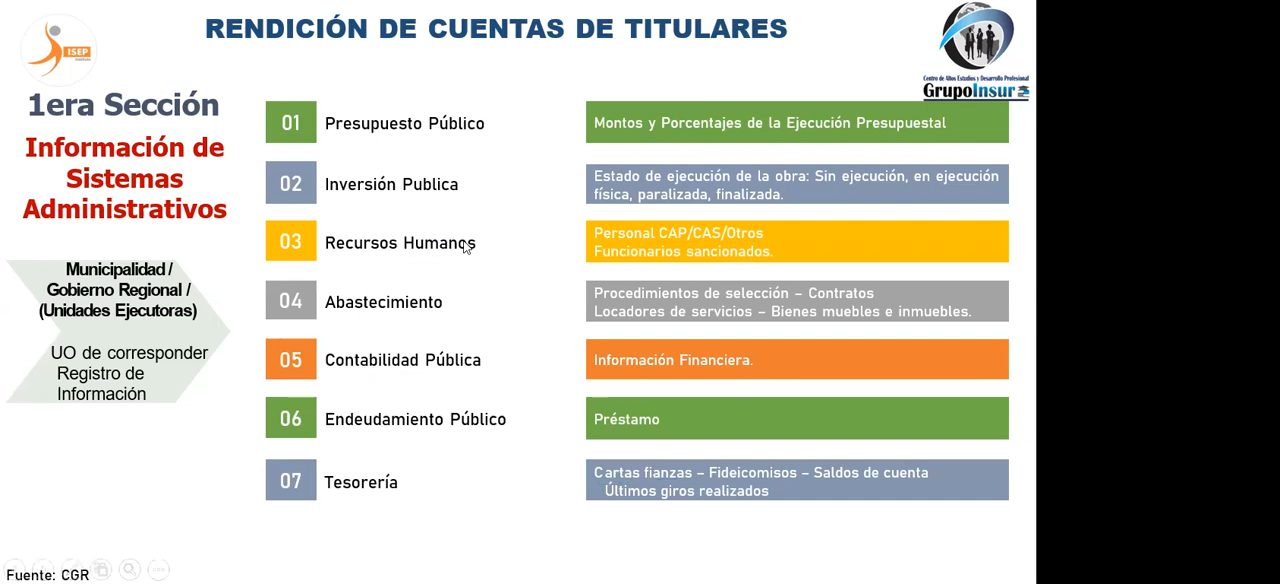 RENDICIÓN DE CUENTAS DE TITULARES
ISEP
Centro de Altos Estudios y Desarrollo Profesional
GrupoInsur
1era Sección
Información de
Sistemas
Administrativos
Municipalidad /
Gobierno Regional /
(Unidades Ejecutoras)
UO de corresponder
Registro de
Información
01 Presupuesto Público
Montos y Porcentajes de la Ejecución Presupuestal
02 Inversión Publica
Estado de ejecución de la obra: Sin ejecución, en ejecución
física, paralizada, finalizada.
03 Recursos Humanos
Personal CAP/CAS/Otros
Funcionarios sancionados.
04 Abastecimiento
Procedimientos de selección – Contratos
Locadores de servicios – Bienes muebles e inmuebles.
05 Contabilidad Pública
Información Financiera.
06 Endeudamiento Público
Préstamo
07 Tesorería
Cartas fianzas – Fideicomisos – Saldos de cuenta
Últimos giros realizados
Fuente: CGR